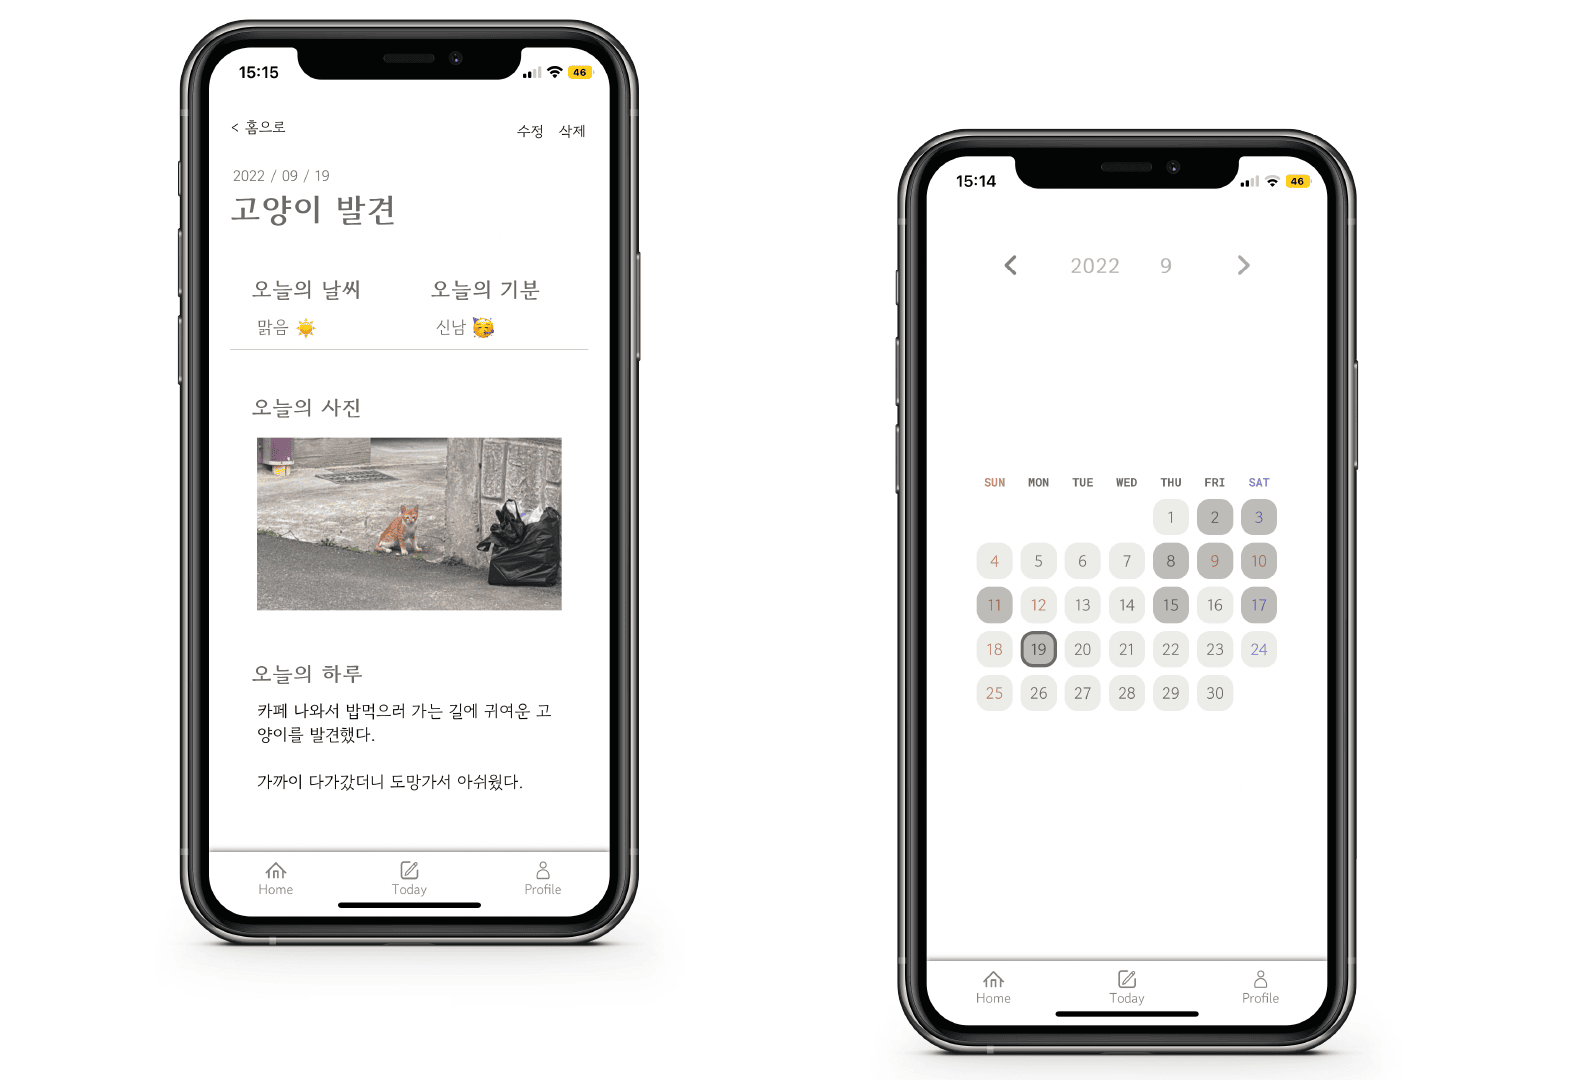 15:15
46
< 홈으로
수정 삭제
2022 / 09 / 19
고양이 발견
오늘의 날씨 오늘의 기분
맑음 ☀️ 신남 🥳
오늘의 사진
오늘의 하루
카페 나와서 밥먹으러 가는 길에 귀여운 고
양이를 발견했다.
가까이 다가갔더니 도망가서 아쉬웠다.
Home Today Profile
15:14
46
2022 9
SUN MON TUE WED THU FRI SAT
1 2 3
4 5 6 7 8 9 10
11 12 13 14 15 16 17
18 19 20 21 22 23 24
25 26 27 28 29 30
Home Today Profile